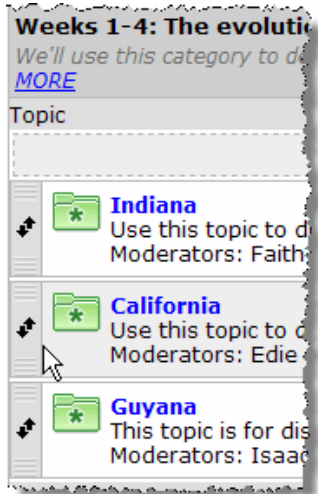 Weeks 1-4: The evoluti
We'll use this category to d
MORE
Topic
Indiana
Use this topic to d
Moderators: Faith
California
Use this topic to d
Moderators: Edie
Guyana
This topic is for dis
Moderators: Isaac